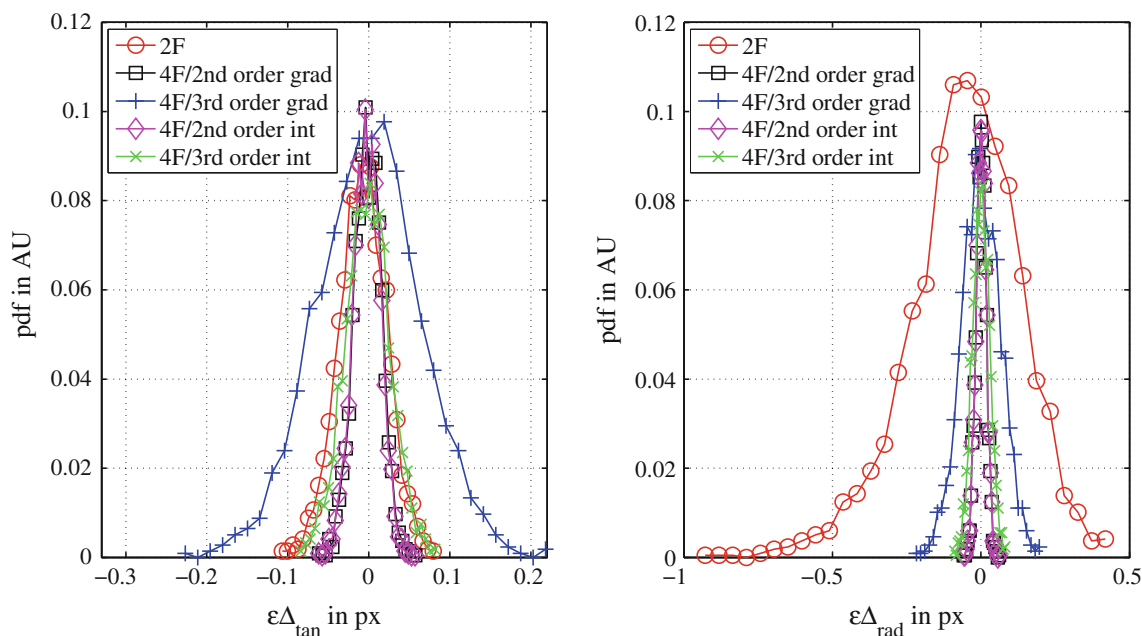 0.12
0.1
0.08
0.06
0.04
0.02
0
pdf in AU
2F
4F/2nd order grad
4F/3rd order grad
4F/2nd order int
4F/3rd order int
−0.3 −0.2 −0.1 0 0.1 0.2
εΔtan in px
0.12
0.1
0.08
0.06
0.04
0.02
0
pdf in AU
2F
4F/2nd order grad
4F/3rd order grad
4F/2nd order int
4F/3rd order int
−1 −0.5 0 0.5
εΔrad in px